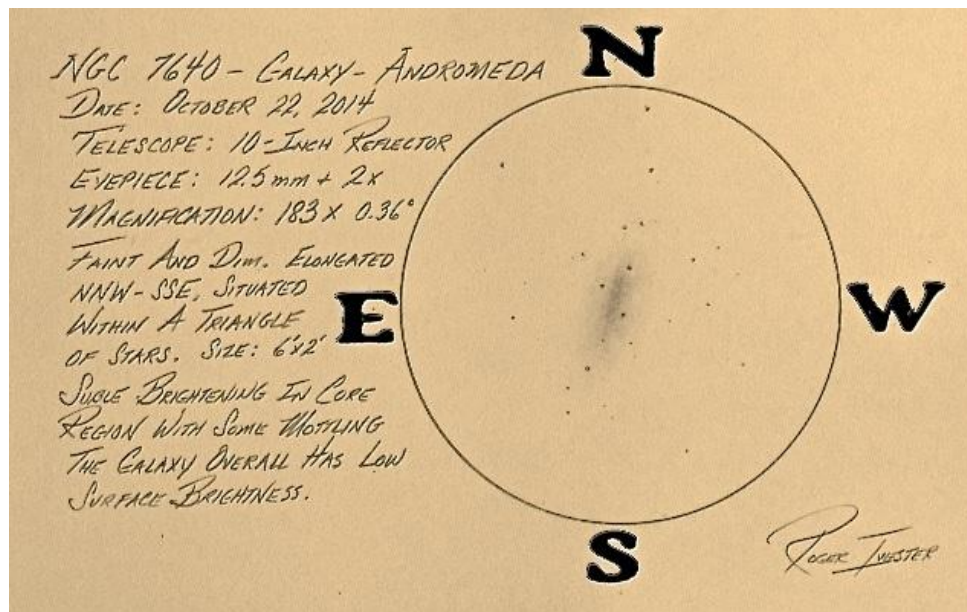 NGC 7640 - GALAXY - ANDROMEDA
DATE: OCTOBER 22, 2014
TELESCOPE: 10-INCH REFLECTOR
EYEPIECE: 12.5mm + 2x
MAGNIFICATION: 183 X 0.36°
FAINT AND DIM. ELONGATED
NNW-SSE, SITUATED
WITHIN A TRIANGLE
OF STARS. SIZE: 6'x2'
SUBLE BRIGHTENING IN CORE
REGION WITH SOME MOTTLING
THE GALAXY OVERALL HAS LOW
SURFACE BRIGHTNESS.
N
E
W
S
ROGER IVESTER